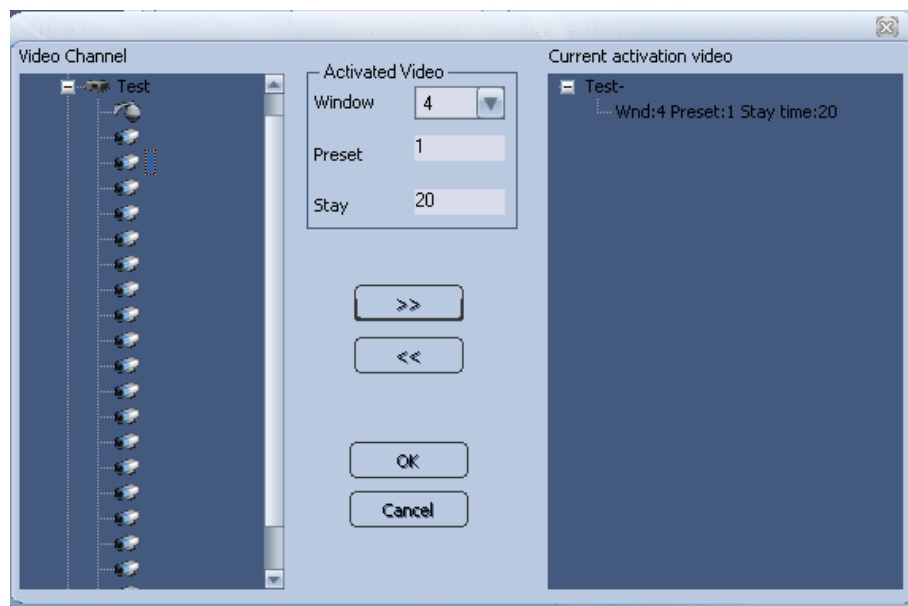 Video Channel
Test
Activated Video
Window 4
Preset 1
Stay 20
>>
<<
OK
Cancel
Current activation video
Test-
Wnd:4 Preset:1 Stay time:20